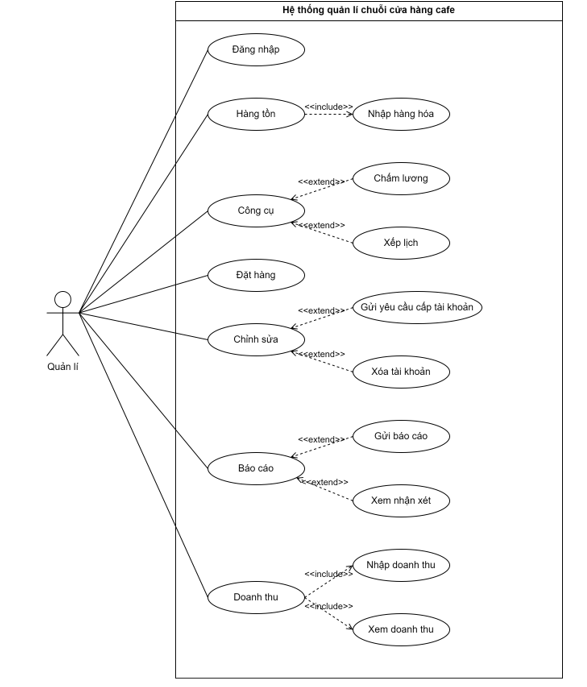 Hệ thống quản lí chuỗi cửa hàng cafe
Đăng nhập
Hàng tồn
<<include>>
Nhập hàng hóa
<<extend>>
Chấm lương
Công cụ
<<extend>>
Xếp lịch
Đặt hàng
<<extend>>
Gửi yêu cầu cấp tài khoản
Chỉnh sửa
<<extend>>
Xóa tài khoản
Quản lí
<<extend>>
Gửi báo cáo
Báo cáo
<<extend>>
Xem nhận xét
<<include>>
Nhập doanh thu
Doanh thu
<<include>>
Xem doanh thu